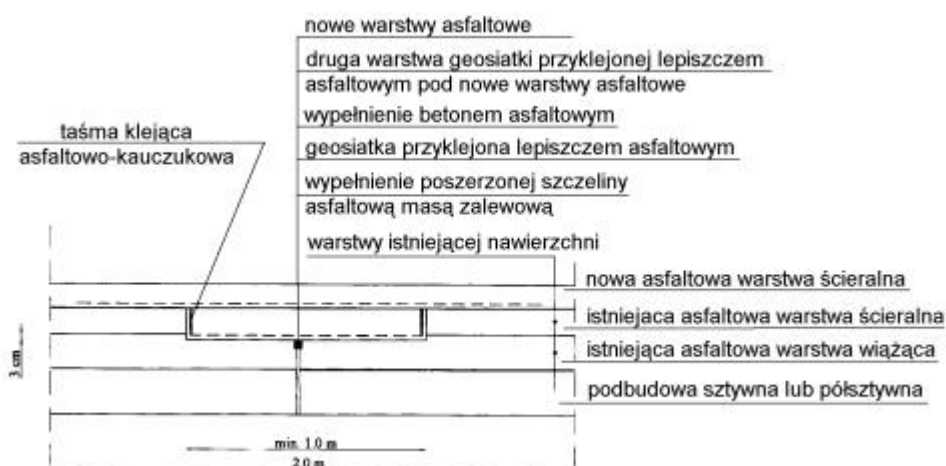 nowe warstwy asfaltowe
druga warstwa geosiatki przyklejonej lepiszczem
asfaltowym pod nowe warstwy asfaltowe
wypełnienie betonem asfaltowym
geosiatka przyklejona lepiszczem asfaltowym
wypełnienie poszerzonej szczeliny
asfaltową masą zalewową
warstwy istniejącej nawierzchni
taśma klejąca
asfaltowo-kauczukowa
nowa asfaltowa warstwa ścieralna
istniejaca asfaltowa warstwa ścieralna
istniejąca asfaltowa warstwa wiążąca
podbudowa sztywna lub półsztywna
3 cm
min. 1.0 m
2.0 m